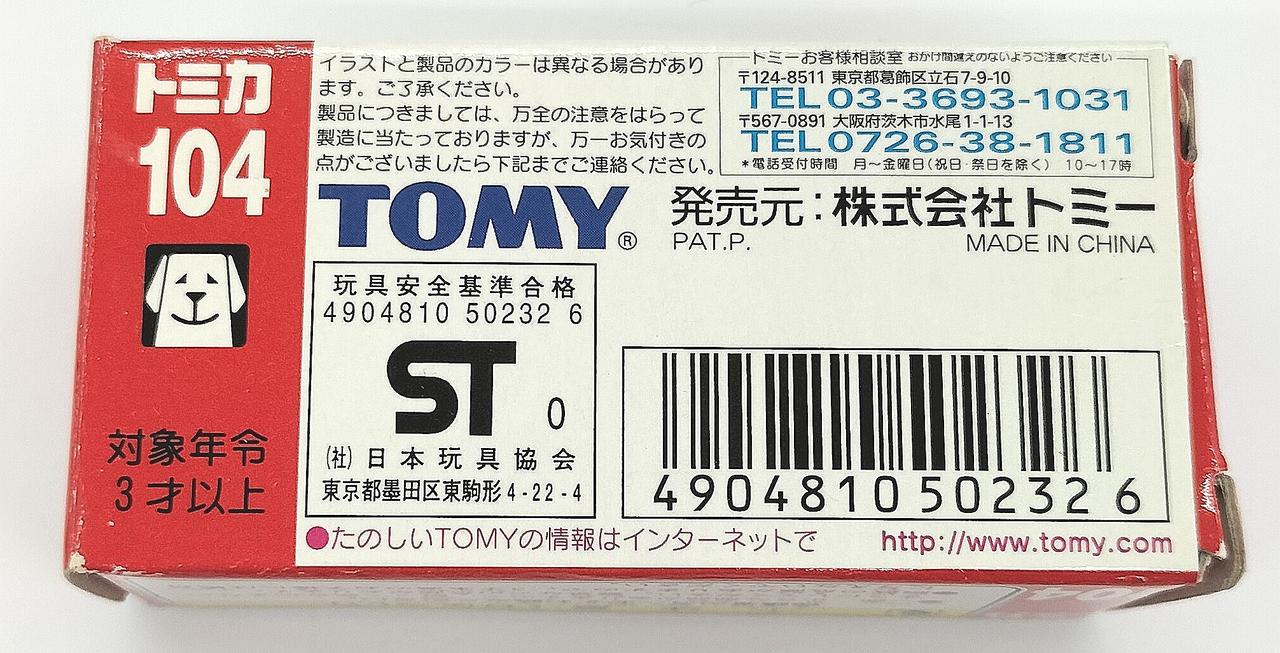 トミカ
104
対象年令
3才以上
イラストと製品のカラーは異なる場合があり
ます。ご了承ください。
製品につきましては、万全の注意をはらって
製造に当たっておりますが、万一お気付きの
点がございましたら下記までご連絡ください。
トミーお客様相談室 おかけ間違えのないようご注意ください
〒124-8511 東京都葛飾区立石7-9-10
TEL 03-3693-1031
〒567-0891 大阪府茨木市水尾1-1-13
TEL 0726-38-1811
*電話受付時間 月〜金曜日(祝日・祭日を除く) 10〜17時
TOMY®
発売元:株式会社トミー
PAT.P. MADE IN CHINA
玩具安全基準合格
4904810 50232 6
ST 0
(社)日本玩具協会
東京都墨田区東駒形4-22-4
4904810502326
●たのしいTOMYの情報はインターネットで http://www.tomy.com
104